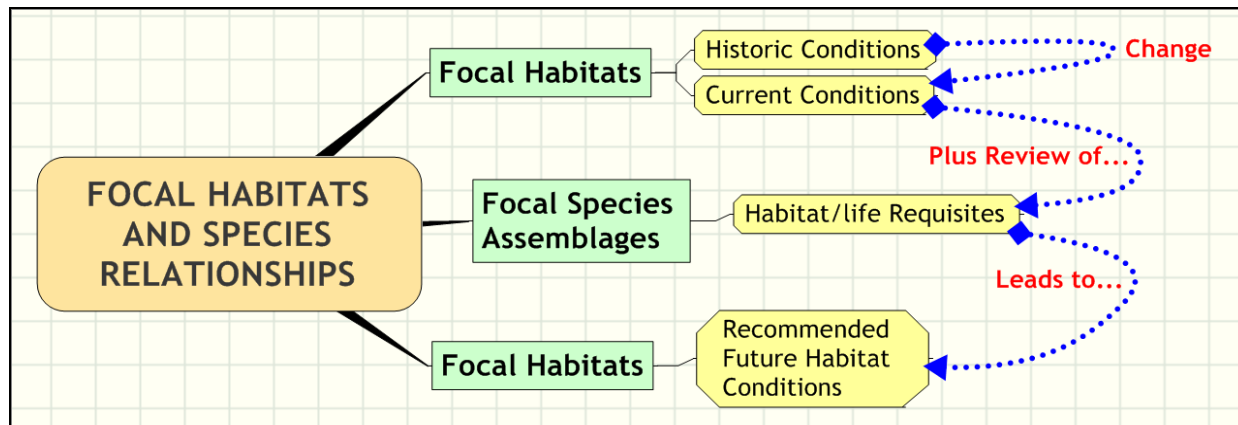 FOCAL HABITATS
AND SPECIES
RELATIONSHIPS
Focal Habitats
Historic Conditions
Current Conditions
Change
Plus Review of...
Focal Species
Assemblages
Habitat/life Requisites
Leads to...
Focal Habitats
Recommended
Future Habitat
Conditions